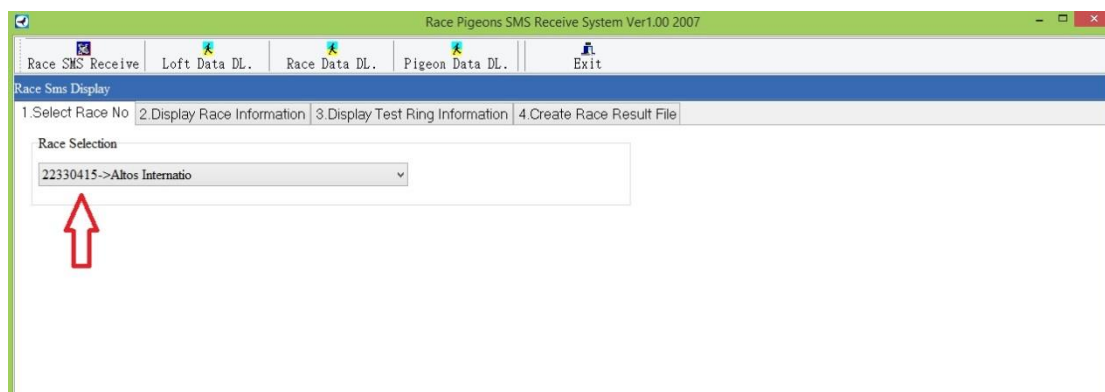 Race Pigeons SMS Receive System Ver1.00 2007
Race SMS Receive Loft Data DL. Race Data DL. Pigeon Data DL. Exit
Race Sms Display
1.Select Race No 2.Display Race Information 3.Display Test Ring Information 4.Create Race Result File
Race Selection
22330415->Altos Internatio